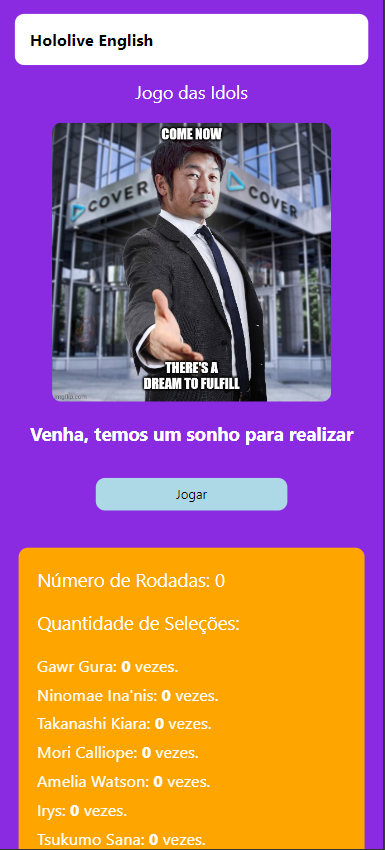 Hololive English
Jogo das Idols
COME NOW
COVER
COVER
THERE'S A
DREAM TO FULFILL
imgflip.com
Venha, temos um sonho para realizar
Jogar
Número de Rodadas: 0
Quantidade de Seleções:
Gawr Gura: 0 vezes.
Ninomae Ina'nis: 0 vezes.
Takanashi Kiara: 0 vezes.
Mori Calliope: 0 vezes.
Amelia Watson: 0 vezes.
Irys: 0 vezes.
Tsukumo Sana: 0 vezes.